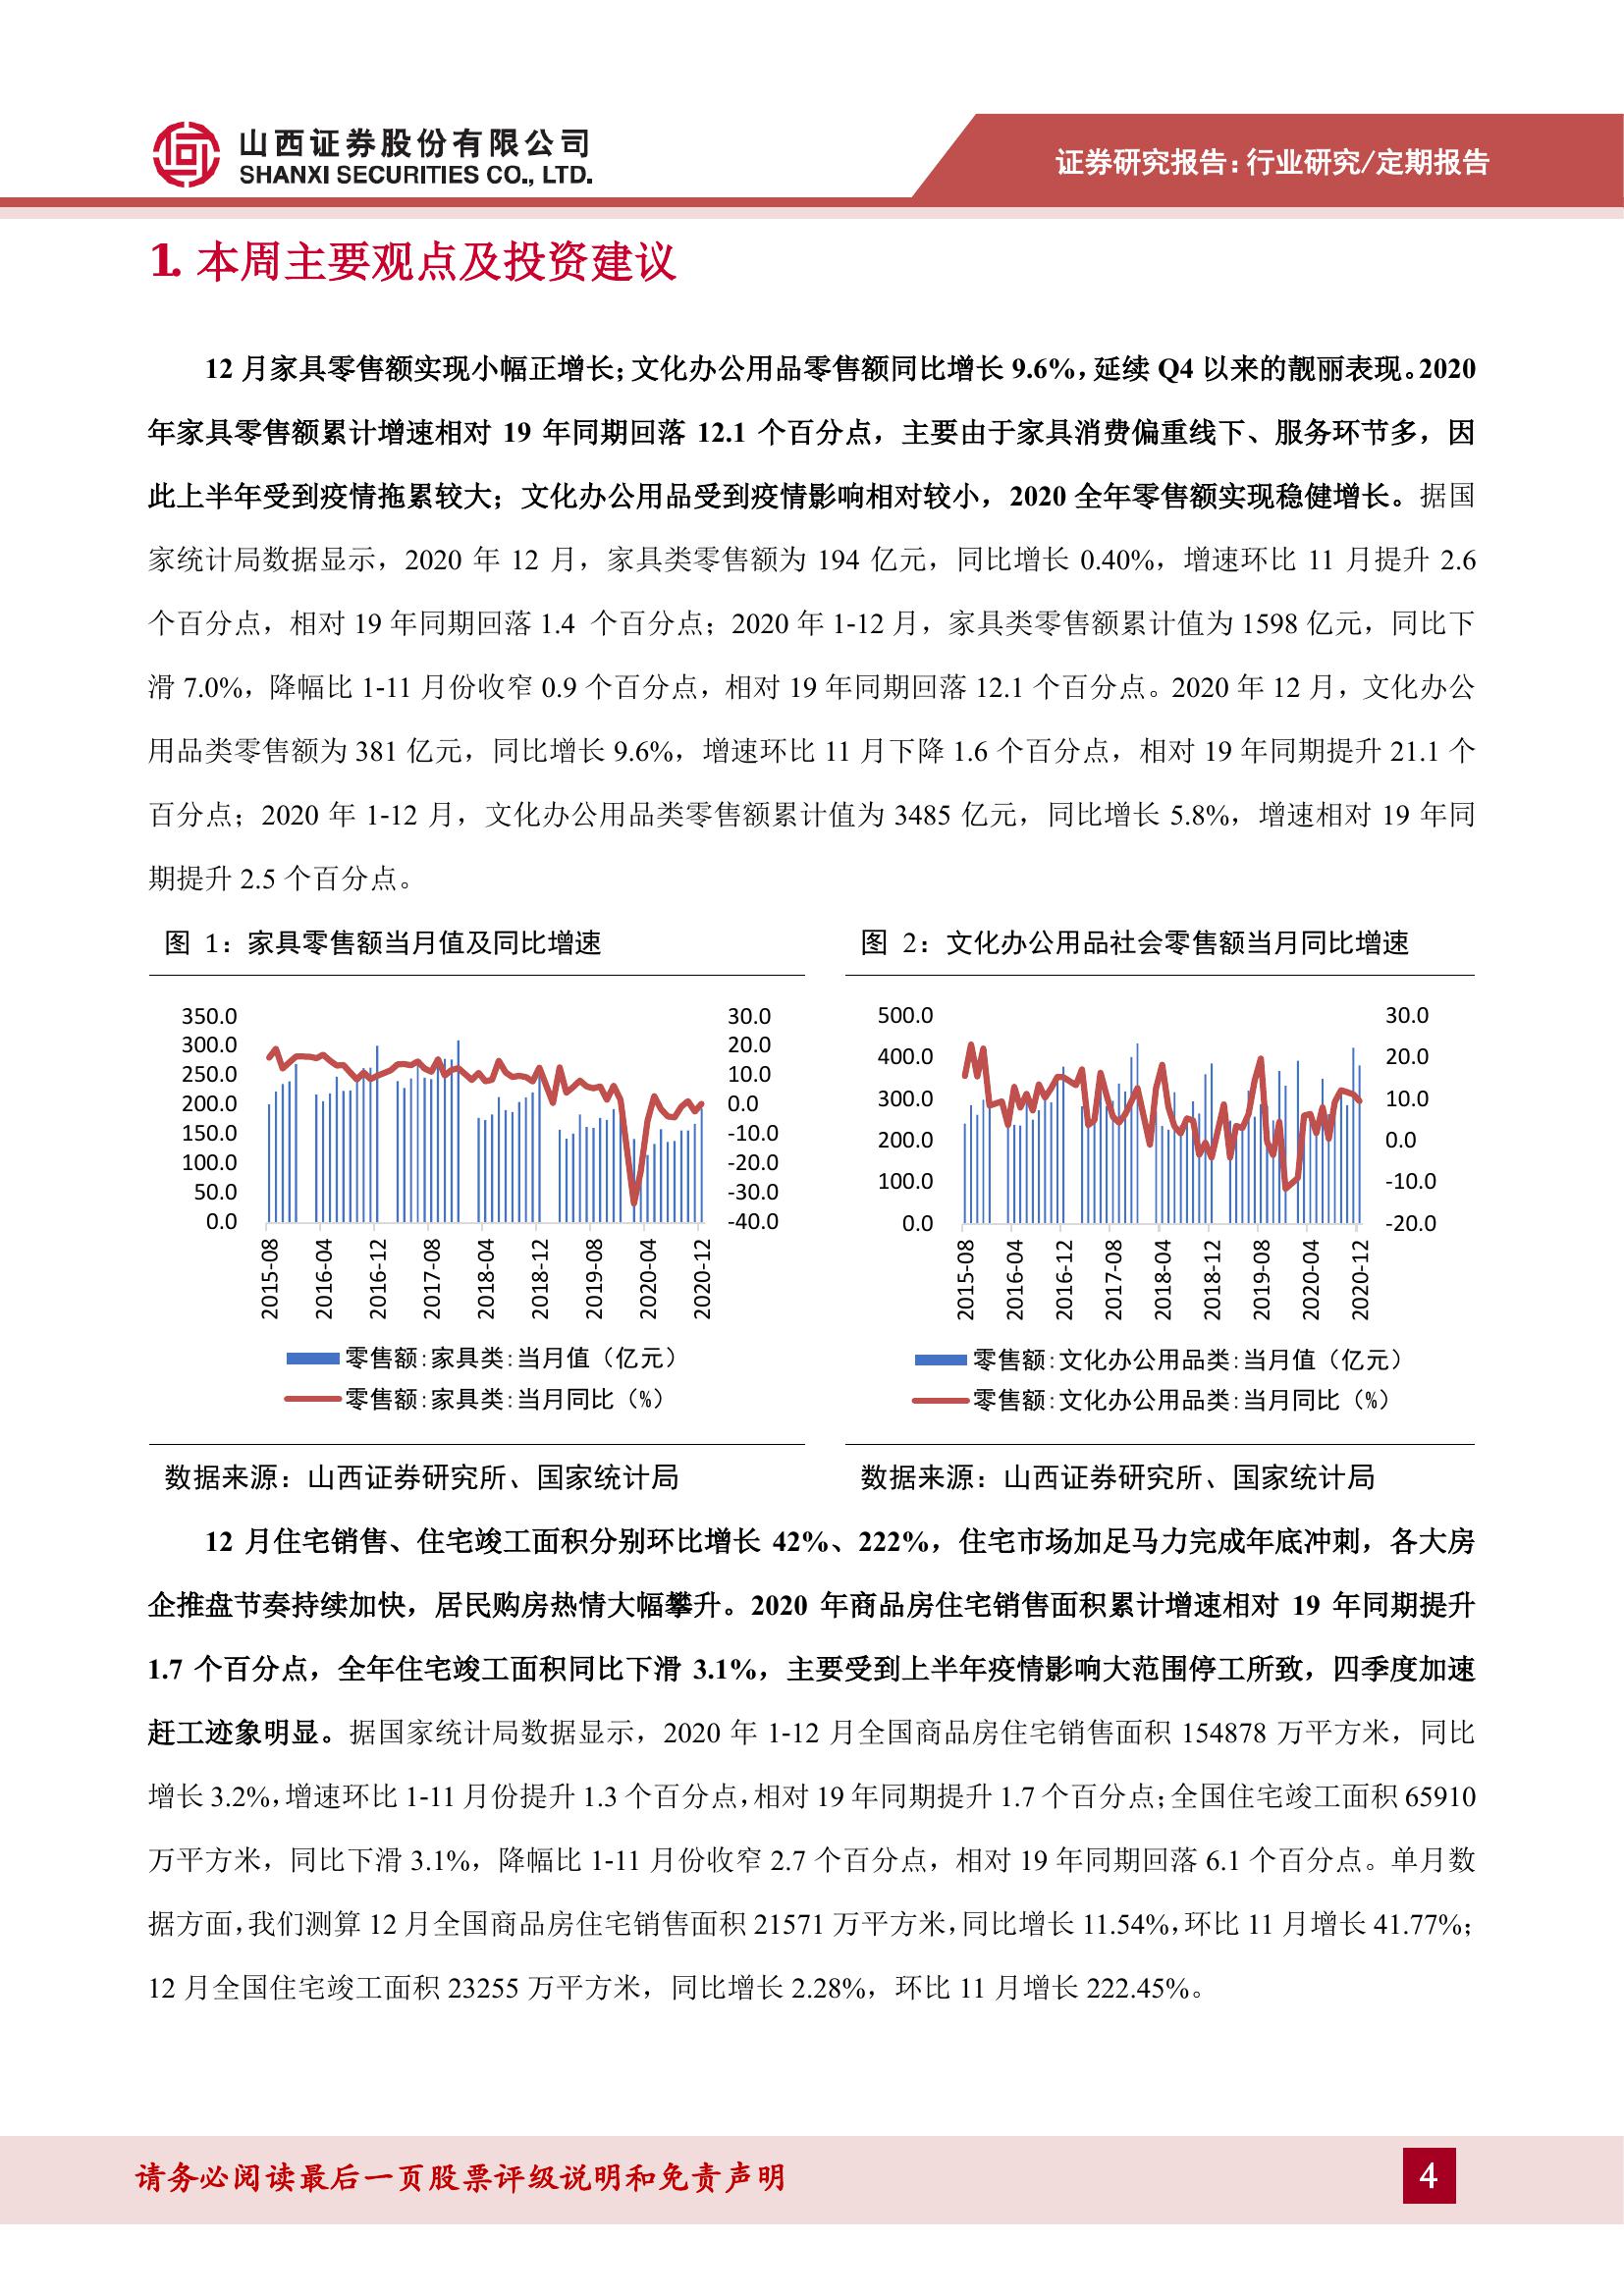 山西证券股份有限公司
SHANXI SECURITIES CO., LTD.
证券研究报告:行业研究/定期报告
1. 本周主要观点及投资建议
12 月家具零售额实现小幅正增长;文化办公用品零售额同比增长 9.6%,延续 Q4 以来的靓丽表现。2020
年家具零售额累计增速相对 19 年同期回落 12.1 个百分点，主要由于家具消费偏重线下、服务环节多，因
此上半年受到疫情拖累较大；文化办公用品受到疫情影响相对较小，2020 全年零售额实现稳健增长。据国
家统计局数据显示，2020 年 12 月，家具类零售额为 194 亿元，同比增长 0.40%，增速环比 11 月提升 2.6
个百分点，相对 19 年同期回落 1.4 个百分点；2020 年 1-12 月，家具类零售额累计值为 1598 亿元，同比下
滑 7.0%，降幅比 1-11 月份收窄 0.9 个百分点，相对 19 年同期回落 12.1 个百分点。2020 年 12 月，文化办公
用品类零售额为 381 亿元，同比增长 9.6%，增速环比 11 月下降 1.6 个百分点，相对 19 年同期提升 21.1 个
百分点；2020 年 1-12 月，文化办公用品类零售额累计值为 3485 亿元，同比增长 5.8%，增速相对 19 年同
期提升 2.5 个百分点。
图 1：家具零售额当月值及同比增速
350.0
300.0
250.0
200.0
150.0
100.0
50.0
0.0
30.0
20.0
10.0
0.0
-10.0
-20.0
-30.0
-40.0
2015-08
2016-04
2016-12
2017-08
2018-04
2018-12
2019-08
2020-04
2020-12
零售额:家具类:当月值（亿元）
零售额:家具类:当月同比（%）
数据来源：山西证券研究所、国家统计局
图 2：文化办公用品社会零售额当月同比增速
500.0
400.0
300.0
200.0
100.0
0.0
30.0
20.0
10.0
0.0
-10.0
-20.0
2015-08
2016-04
2016-12
2017-08
2018-04
2018-12
2019-08
2020-04
2020-12
零售额:文化办公用品类:当月值（亿元）
零售额:文化办公用品类:当月同比（%）
数据来源：山西证券研究所、国家统计局
12 月住宅销售、住宅竣工面积分别环比增长 42%、222%，住宅市场加足马力完成年底冲刺，各大房
企推盘节奏持续加快，居民购房热情大幅攀升。2020 年商品房住宅销售面积累计增速相对 19 年同期提升
1.7 个百分点，全年住宅竣工面积同比下滑 3.1%，主要受到上半年疫情影响大范围停工所致，四季度加速
赶工迹象明显。据国家统计局数据显示，2020 年 1-12 月全国商品房住宅销售面积 154878 万平方米，同比
增长 3.2%,增速环比 1-11 月份提升 1.3 个百分点,相对 19 年同期提升 1.7 个百分点;全国住宅竣工面积 65910
万平方米，同比下滑 3.1%，降幅比 1-11 月份收窄 2.7 个百分点，相对 19 年同期回落 6.1 个百分点。单月数
据方面,我们测算 12 月全国商品房住宅销售面积 21571 万平方米,同比增长 11.54%,环比 11 月增长 41.77%；
12 月全国住宅竣工面积 23255 万平方米，同比增长 2.28%，环比 11 月增长 222.45%。
请务必阅读最后一页股票评级说明和免责声明
4